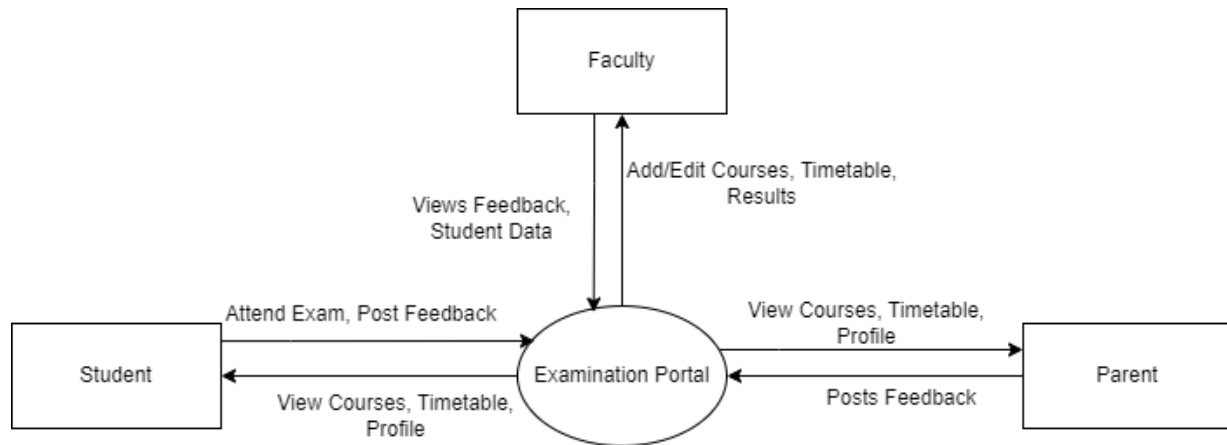 Faculty
Add/Edit Courses, Timetable,
Results
Views Feedback,
Student Data
Attend Exam, Post Feedback
View Courses, Timetable,
Profile
Student
Examination Portal
Parent
View Courses, Timetable,
Profile
Posts Feedback